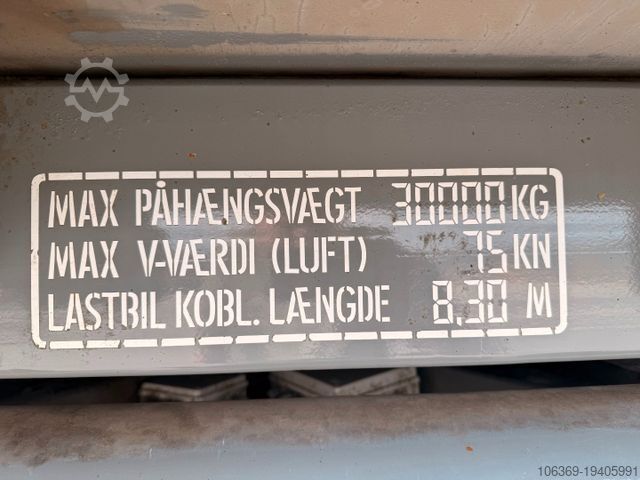 MAX PÅHÆNGSVÆGT 30000 KG
MAX V-VÆRDI (LUFT) 75 KN
LASTBIL KOBL. LÆNGDE 8,30 M
106369-19405991